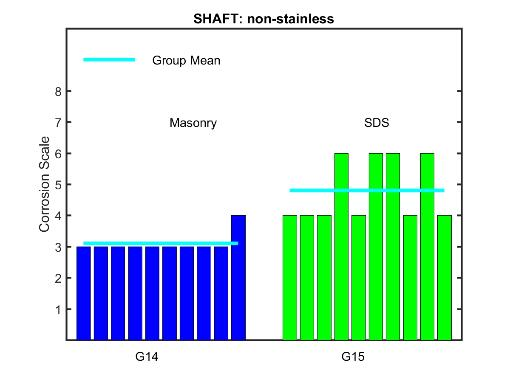 SHAFT: non-stainless
Group Mean
Masonry
SDS
Corrosion Scale
8
7
6
5
4
3
2
1
G14
G15